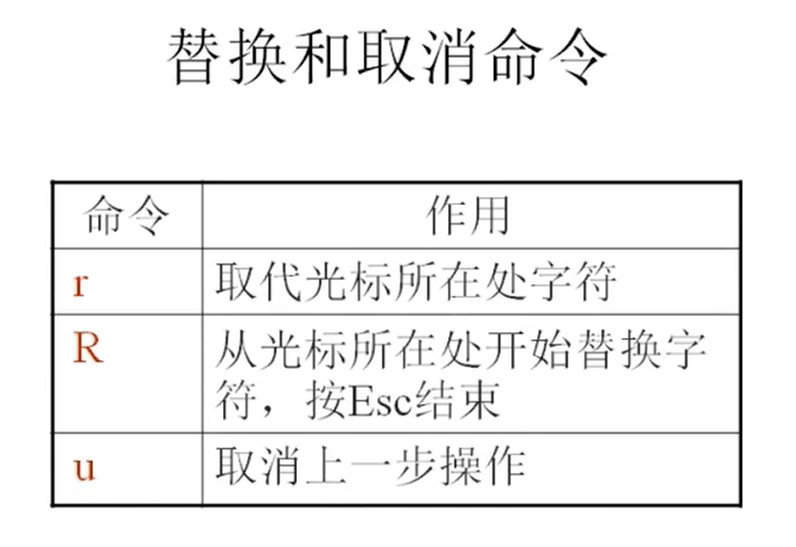 替换和取消命令
命令 作用
r 取代光标所在处字符
R 从光标所在处开始替换字
符，按Esc结束
u 取消上一步操作